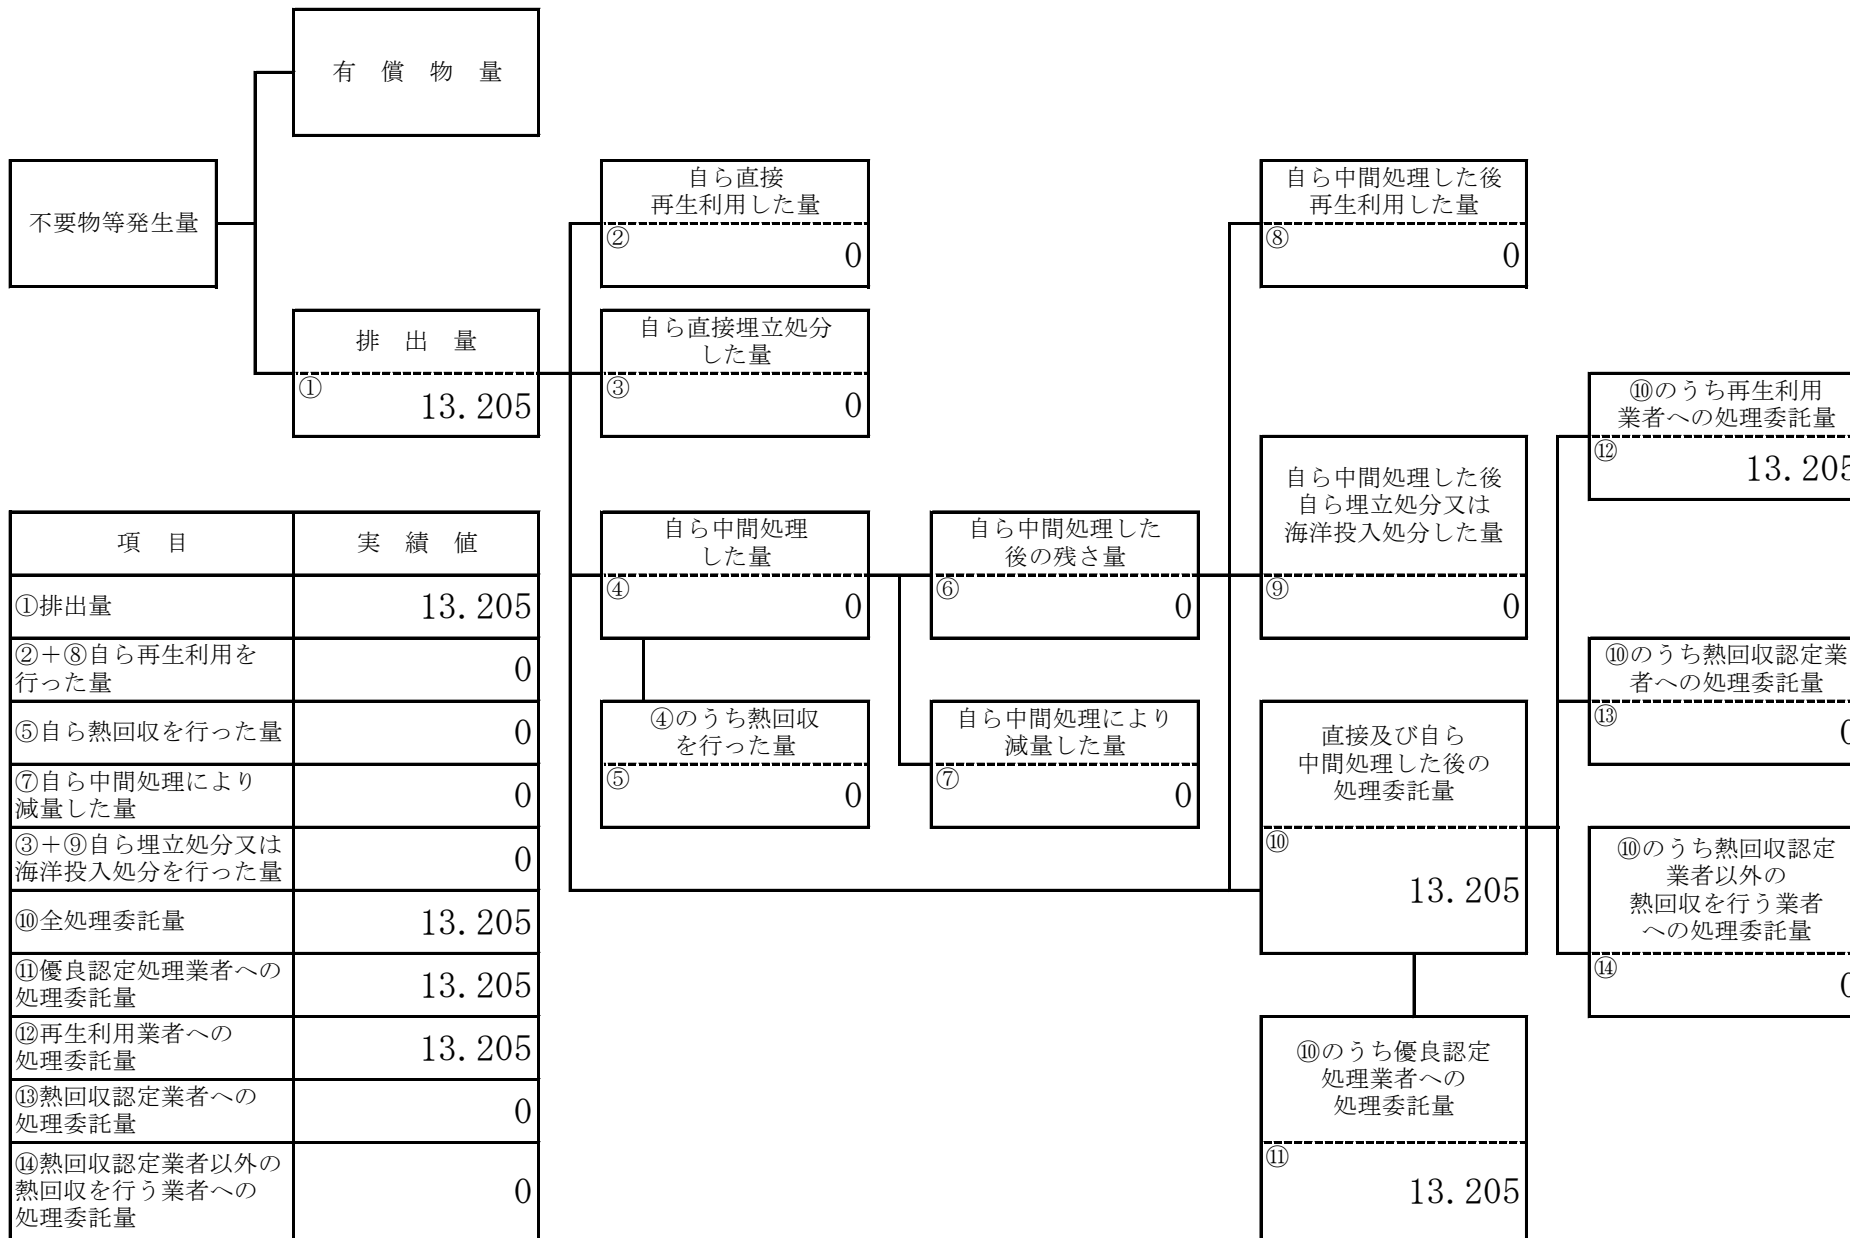 有 償 物 量
不要物等発生量
排 出 量
①
13.205
自ら直接
再生利用した量
②
0
自ら直接埋立処分
した量
③
0
自ら中間処理
した量
④
0
④のうち熱回収
を行った量
⑤
0
自ら中間処理した
後の残さ量
⑥
0
自ら中間処理により
減量した量
⑦
0
自ら中間処理した後
再生利用した量
⑧
0
自ら中間処理した後
自ら埋立処分又は
海洋投入処分した量
⑨
0
直接及び自ら
中間処理した後の
処理委託量
⑩
13.205
⑩のうち優良認定
処理業者への
処理委託量
⑪
13.205
⑩のうち再生利用
業者への処理委託量
⑫
13.205
⑩のうち熱回収認定業
者への処理委託量
⑬
0
⑩のうち熱回収認定
業者以外の
熱回収を行う業者
への処理委託量
⑭
0
項 目 実 績 値
①排出量 13.205
②+⑧自ら再生利用を
行った量 0
⑤自ら熱回収を行った量 0
⑦自ら中間処理により
減量した量 0
③+⑨自ら埋立処分又は
海洋投入処分を行った量 0
⑩全処理委託量 13.205
⑪優良認定処理業者への
処理委託量 13.205
⑫再生利用業者への
処理委託量 13.205
⑬熱回収認定業者への
処理委託量 0
⑭熱回収認定業者以外の
熱回収を行う業者への
処理委託量 0